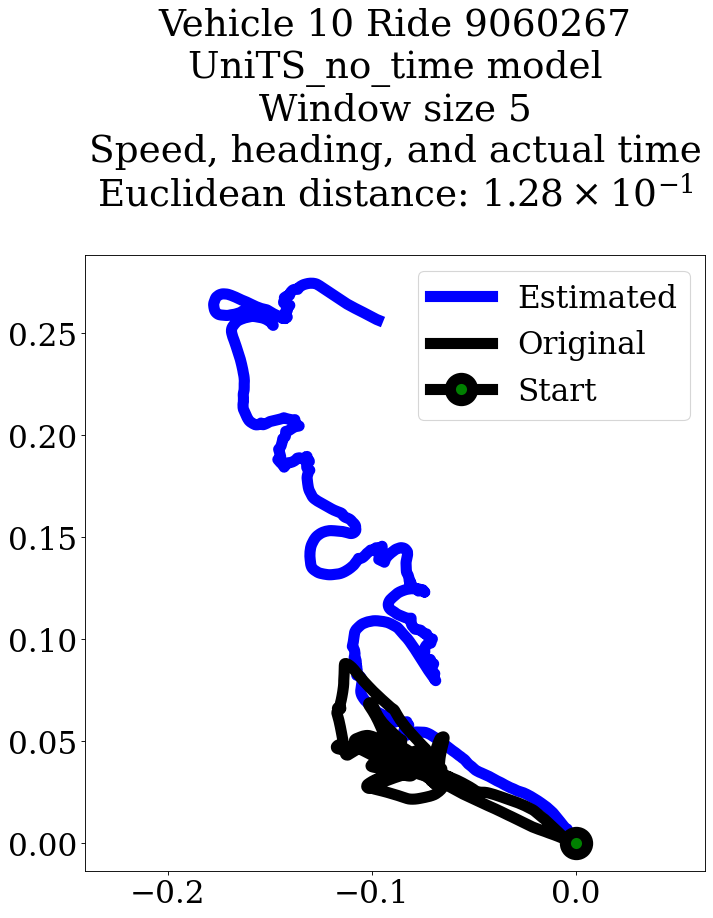 Vehicle 10 Ride 9060267
UniTS_no_time model
Window size 5
Speed, heading, and actual time
Euclidean distance: 1.28 × 10⁻¹
Estimated
Original
Start
0.25
0.20
0.15
0.10
0.05
0.00
−0.2
−0.1
0.0